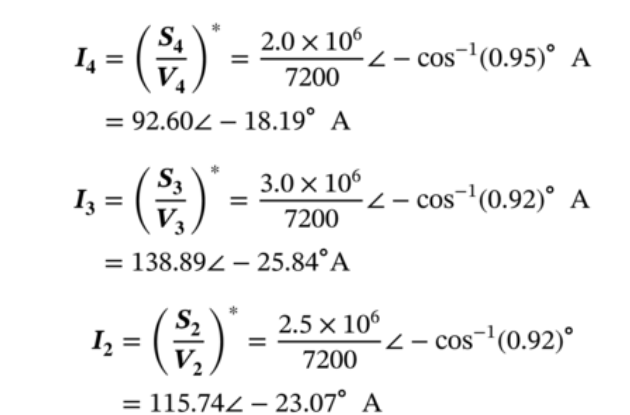 I₄ = (S₄/V₄)* = 2.0 × 10⁶/7200 ∠ − cos⁻¹(0.95)° A
= 92.60∠ − 18.19° A
I₃ = (S₃/V₃)* = 3.0 × 10⁶/7200 ∠ − cos⁻¹(0.92)° A
= 138.89∠ − 25.84° A
I₂ = (S₂/V₂)* = 2.5 × 10⁶/7200 ∠ − cos⁻¹(0.92)°
= 115.74∠ − 23.07° A